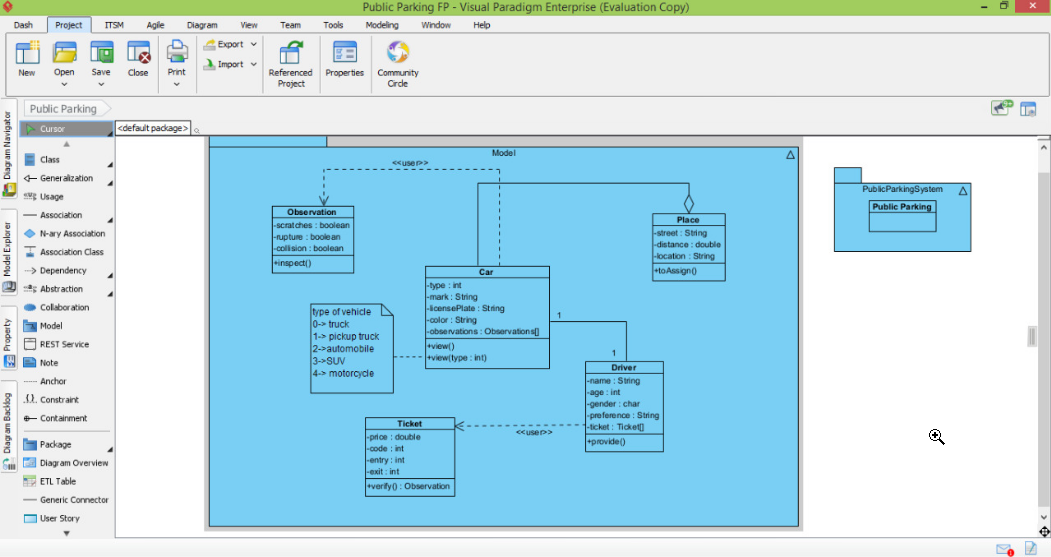 Public Parking FP - Visual Paradigm Enterprise (Evaluation Copy)
Dash Project ITSM Agile Diagram View Team Tools Modeling Window Help
New
Open
Save
Close
Print
Export
Import
Referenced Project
Properties
Community Circle
Public Parking
Diagram Navigator
Model Explorer
Property
Diagram Backlog
Cursor
Class
Generalization
Usage
Association
N-ary Association
Association Class
Dependency
Abstraction
Collaboration
Model
REST Service
Note
Anchor
Constraint
Containment
Package
Diagram Overview
ETL Table
Generic Connector
User Story
<default package>
Model
<<user>>
Observation
-scratches : boolean
-rupture : boolean
-collision : boolean
+inspect()
Place
-street : String
-distance : double
-location : String
+toAssign()
Car
-type : int
-mark : String
-licensePlate : String
-color : String
-observations : Observations[]
+view()
+view(type : int)
type of vehicle
0-> truck
1-> pickup truck
2->automobile
3->SUV
4-> motorcycle
1
1
Driver
-name : String
-age : int
-gender : char
-preference : String
-ticket : Ticket[]
+provide()
<<user>>
Ticket
-price : double
-code : int
-entry : int
-exit : int
+verify() : Observation
PublicParkingSystem
Public Parking